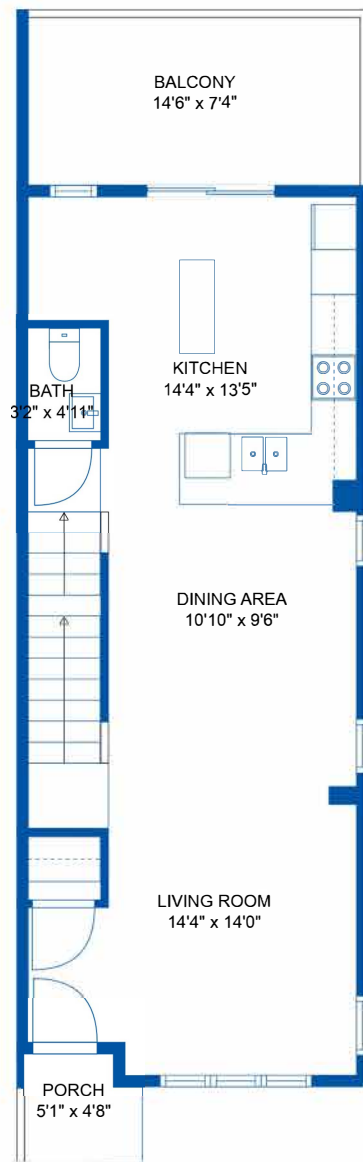 BALCONY
14'6" x 7'4"
KITCHEN
14'4" x 13'5"
BATH
3'2" x 4'11"
DINING AREA
10'10" x 9'6"
LIVING ROOM
14'4" x 14'0"
PORCH
5'1" x 4'8"